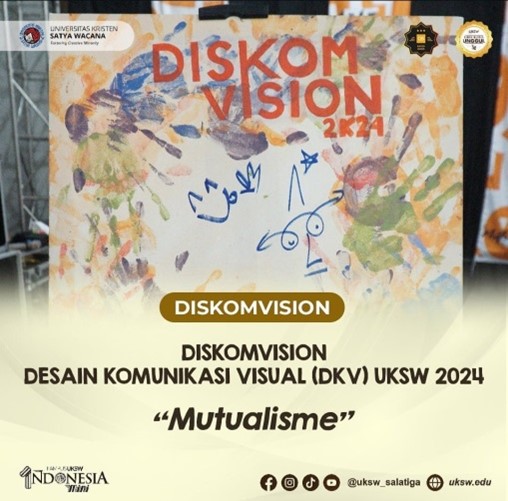 UNIVERSITAS KRISTEN
SATYA WACANA
DISKOM
VISION
2K24
DISKOMVISION
DISKOMVISION
DESAIN KOMUNIKASI VISUAL (DKV) UKSW 2024
“Mutualisme”
INDONESIA
mini
@uksw_salatiga
uksw.edu